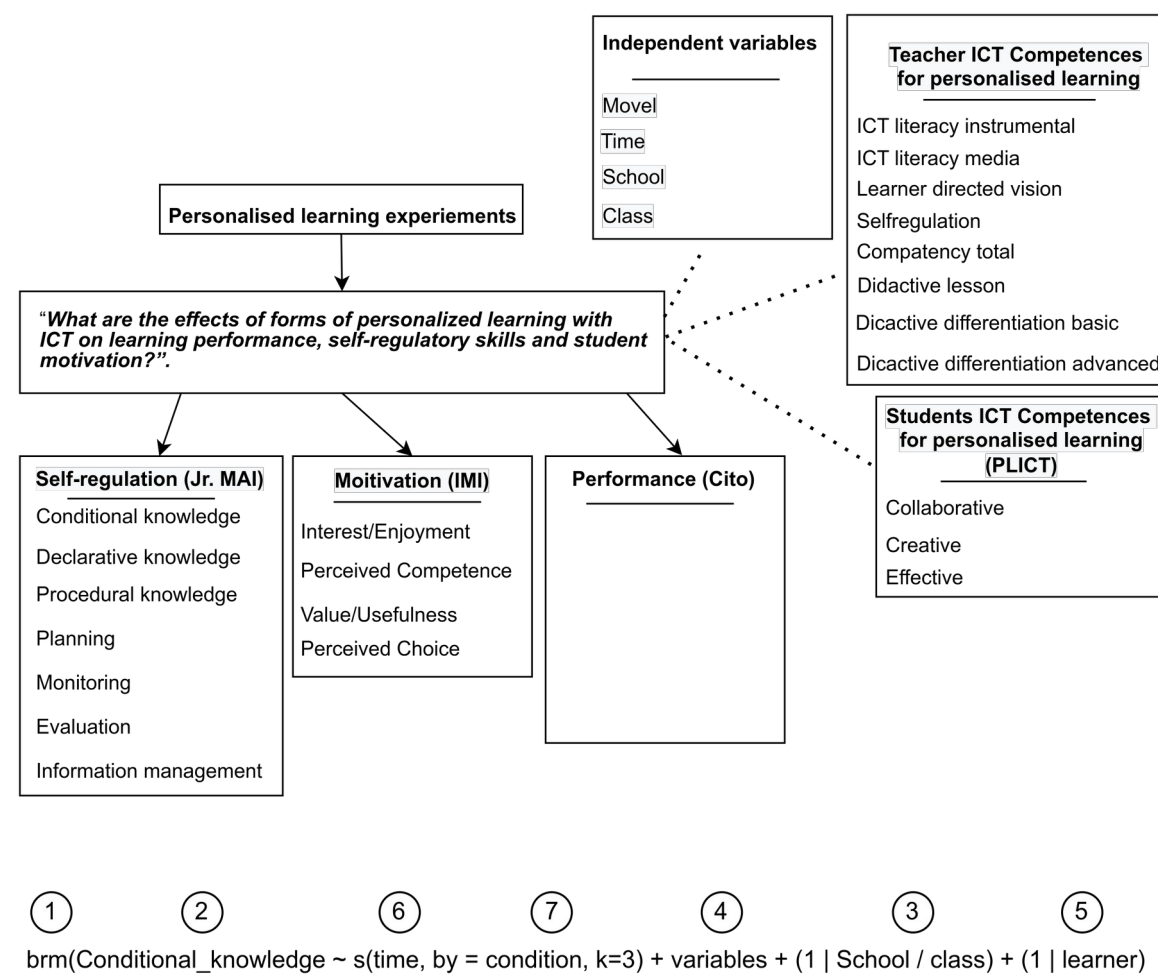 Independent variables
Movel
Time
School
Class
Teacher ICT Competences
for personalised learning
ICT literacy instrumental
ICT literacy media
Learner directed vision
Selfregulation
Compatency total
Didactive lesson
Dicactive differentiation basic
Dicactive differentiation advanced
Personalised learning experiements
“What are the effects of forms of personalized learning with
ICT on learning performance, self-regulatory skills and student
motivation?”.
Students ICT Competences
for personalised learning
(PLICT)
Collaborative
Creative
Effective
Self-regulation (Jr. MAI)
Conditional knowledge
Declarative knowledge
Procedural knowledge
Planning
Monitoring
Evaluation
Information management
Moitivation (IMI)
Interest/Enjoyment
Perceived Competence
Value/Usefulness
Perceived Choice
Performance (Cito)
1 2 6 7 4 3 5
brm(Conditional_knowledge ~ s(time, by = condition, k=3) + variables + (1 | School / class) + (1 | learner)